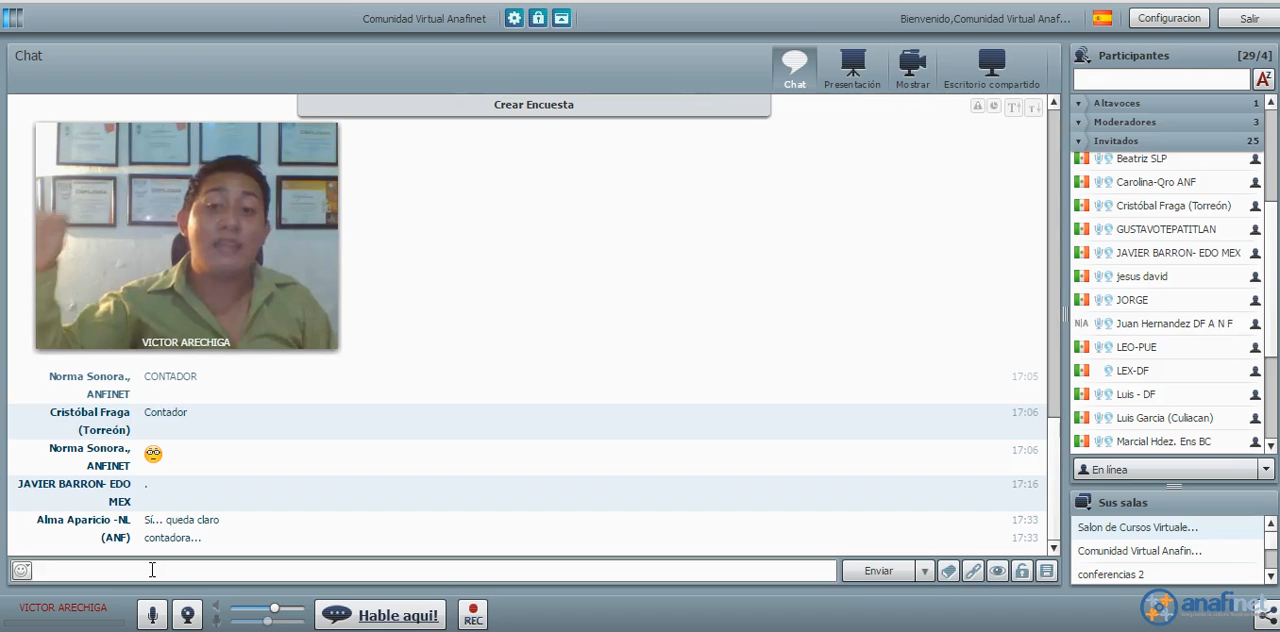 Comunidad Virtual Anafinet
Bienvenido,Comunidad Virtual Anaf...
Configuracion
Salir
Chat
Chat
Presentación
Mostrar
Escritorio compartido
Crear Encuesta
VICTOR ARECHIGA
Norma Sonora.,
ANFINET
CONTADOR
17:05
Cristóbal Fraga
(Torreón)
Contador
17:06
Norma Sonora.,
ANFINET
17:06
JAVIER BARRON- EDO
MEX
.
17:16
Alma Aparicio -NL
(ANF)
Sí... queda claro
17:33
contadora...
17:33
Enviar
VICTOR ARECHIGA
Hable aqui!
REC
Participantes
[29/4]
Altavoces 1
Moderadores 3
Invitados 25
Beatriz SLP
Carolina-Qro ANF
Cristóbal Fraga (Torreón)
GUSTAVOTEPATITLAN
JAVIER BARRON- EDO MEX
jesus david
JORGE
N/A Juan Hernandez DF A N F
LEO-PUE
LEX-DF
Luis - DF
Luis Garcia (Culiacan)
Marcial Hdez. Ens BC
En línea
Sus salas
Salon de Cursos Virtuale...
Comunidad Virtual Anafin...
conferencias 2
anafinet